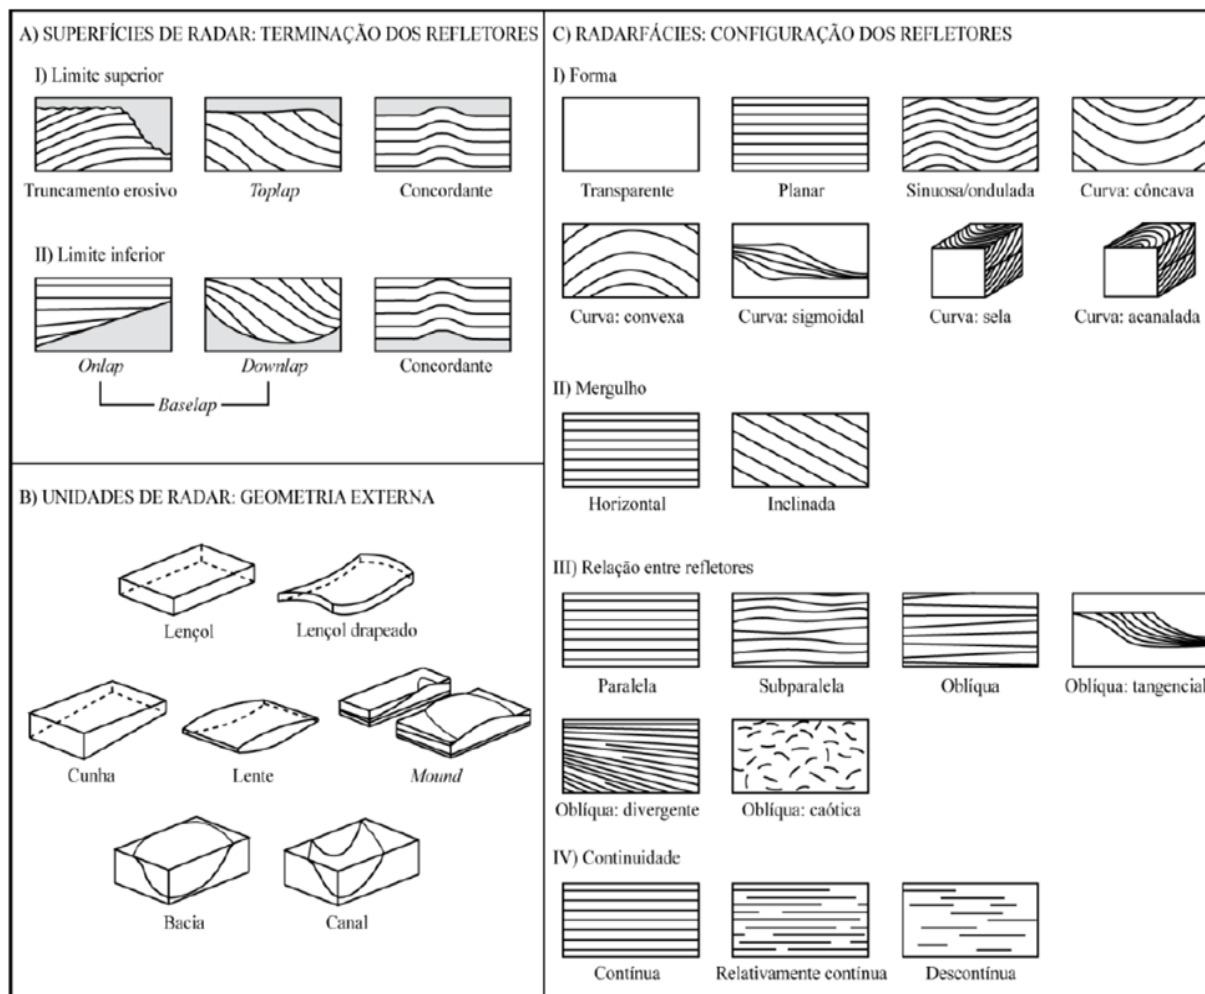 A) SUPERFÍCIES DE RADAR: TERMINAÇÃO DOS REFLETORES
I) Limite superior
Truncamento erosivo
Toplap
Concordante
II) Limite inferior
Onlap
Downlap
Concordante
Baselap
B) UNIDADES DE RADAR: GEOMETRIA EXTERNA
Lençol
Lençol drapeado
Cunha
Lente
Mound
Bacia
Canal
C) RADARFÁCIES: CONFIGURAÇÃO DOS REFLETORES
I) Forma
Transparente
Planar
Sinuosa/ondulada
Curva: côncava
Curva: convexa
Curva: sigmoidal
Curva: sela
Curva: acanalada
II) Mergulho
Horizontal
Inclinada
III) Relação entre refletores
Paralela
Subparalela
Oblíqua
Oblíqua: tangencial
Oblíqua: divergente
Oblíqua: caótica
IV) Continuidade
Contínua
Relativamente contínua
Descontínua